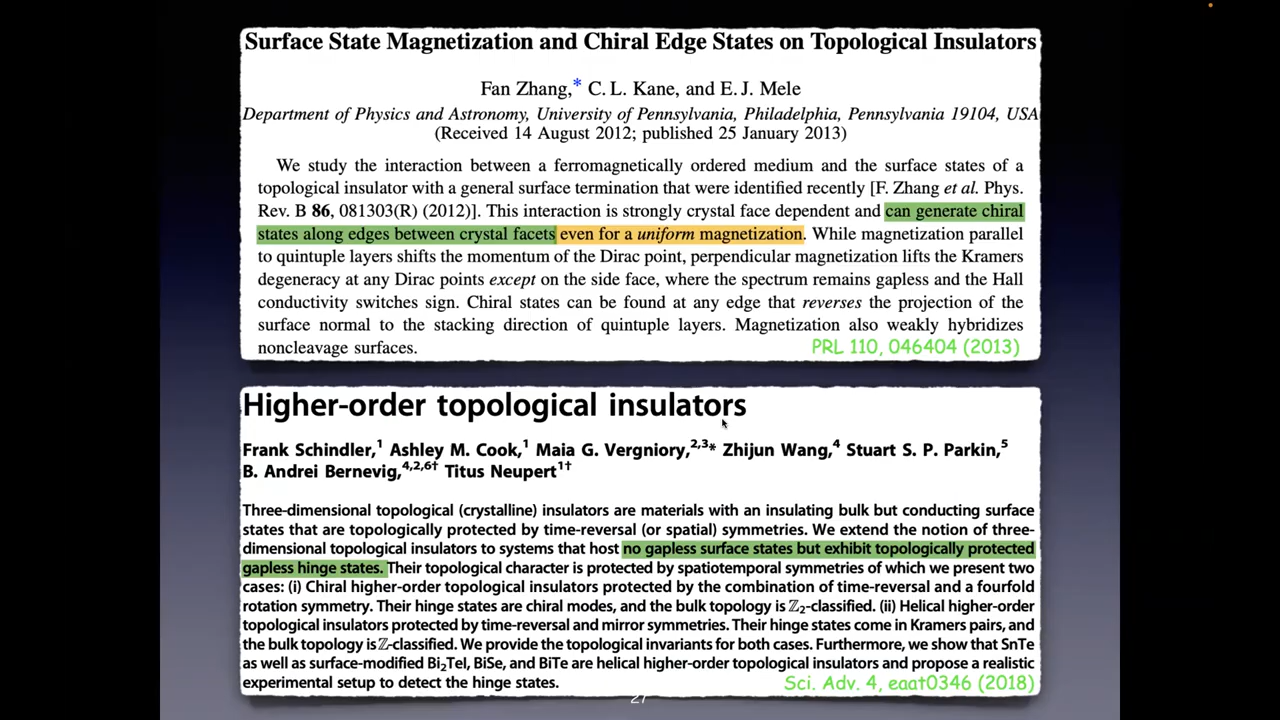 Surface State Magnetization and Chiral Edge States on Topological Insulators
Fan Zhang,* C. L. Kane, and E. J. Mele
Department of Physics and Astronomy, University of Pennsylvania, Philadelphia, Pennsylvania 19104, USA
(Received 14 August 2012; published 25 January 2013)
We study the interaction between a ferromagnetically ordered medium and the surface states of a
topological insulator with a general surface termination that were identified recently [F. Zhang et al. Phys.
Rev. B 86, 081303(R) (2012)]. This interaction is strongly crystal face dependent and can generate chiral
states along edges between crystal facets even for a uniform magnetization. While magnetization parallel
to quintuple layers shifts the momentum of the Dirac point, perpendicular magnetization lifts the Kramers
degeneracy at any Dirac points except on the side face, where the spectrum remains gapless and the Hall
conductivity switches sign. Chiral states can be found at any edge that reverses the projection of the
surface normal to the stacking direction of quintuple layers. Magnetization also weakly hybridizes
noncleavage surfaces.
PRL 110, 046404 (2013)
Higher-order topological insulators
Frank Schindler,¹ Ashley M. Cook,¹ Maia G. Vergniory,²,³* Zhijun Wang,⁴ Stuart S. P. Parkin,⁵
B. Andrei Bernevig,⁴,²,⁶† Titus Neupert¹†
Three-dimensional topological (crystalline) insulators are materials with an insulating bulk but conducting surface
states that are topologically protected by time-reversal (or spatial) symmetries. We extend the notion of three-
dimensional topological insulators to systems that host no gapless surface states but exhibit topologically protected
gapless hinge states. Their topological character is protected by spatiotemporal symmetries of which we present two
cases: (i) Chiral higher-order topological insulators protected by the combination of time-reversal and a fourfold
rotation symmetry. Their hinge states are chiral modes, and the bulk topology is ℤ₂-classified. (ii) Helical higher-order
topological insulators protected by time-reversal and mirror symmetries. Their hinge states come in Kramers pairs, and
the bulk topology is ℤ-classified. We provide the topological invariants for both cases. Furthermore, we show that SnTe
as well as surface-modified Bi₂TeI, BiSe, and BiTe are helical higher-order topological insulators and propose a realistic
experimental setup to detect the hinge states.
Sci. Adv. 4, eaat0346 (2018)
27